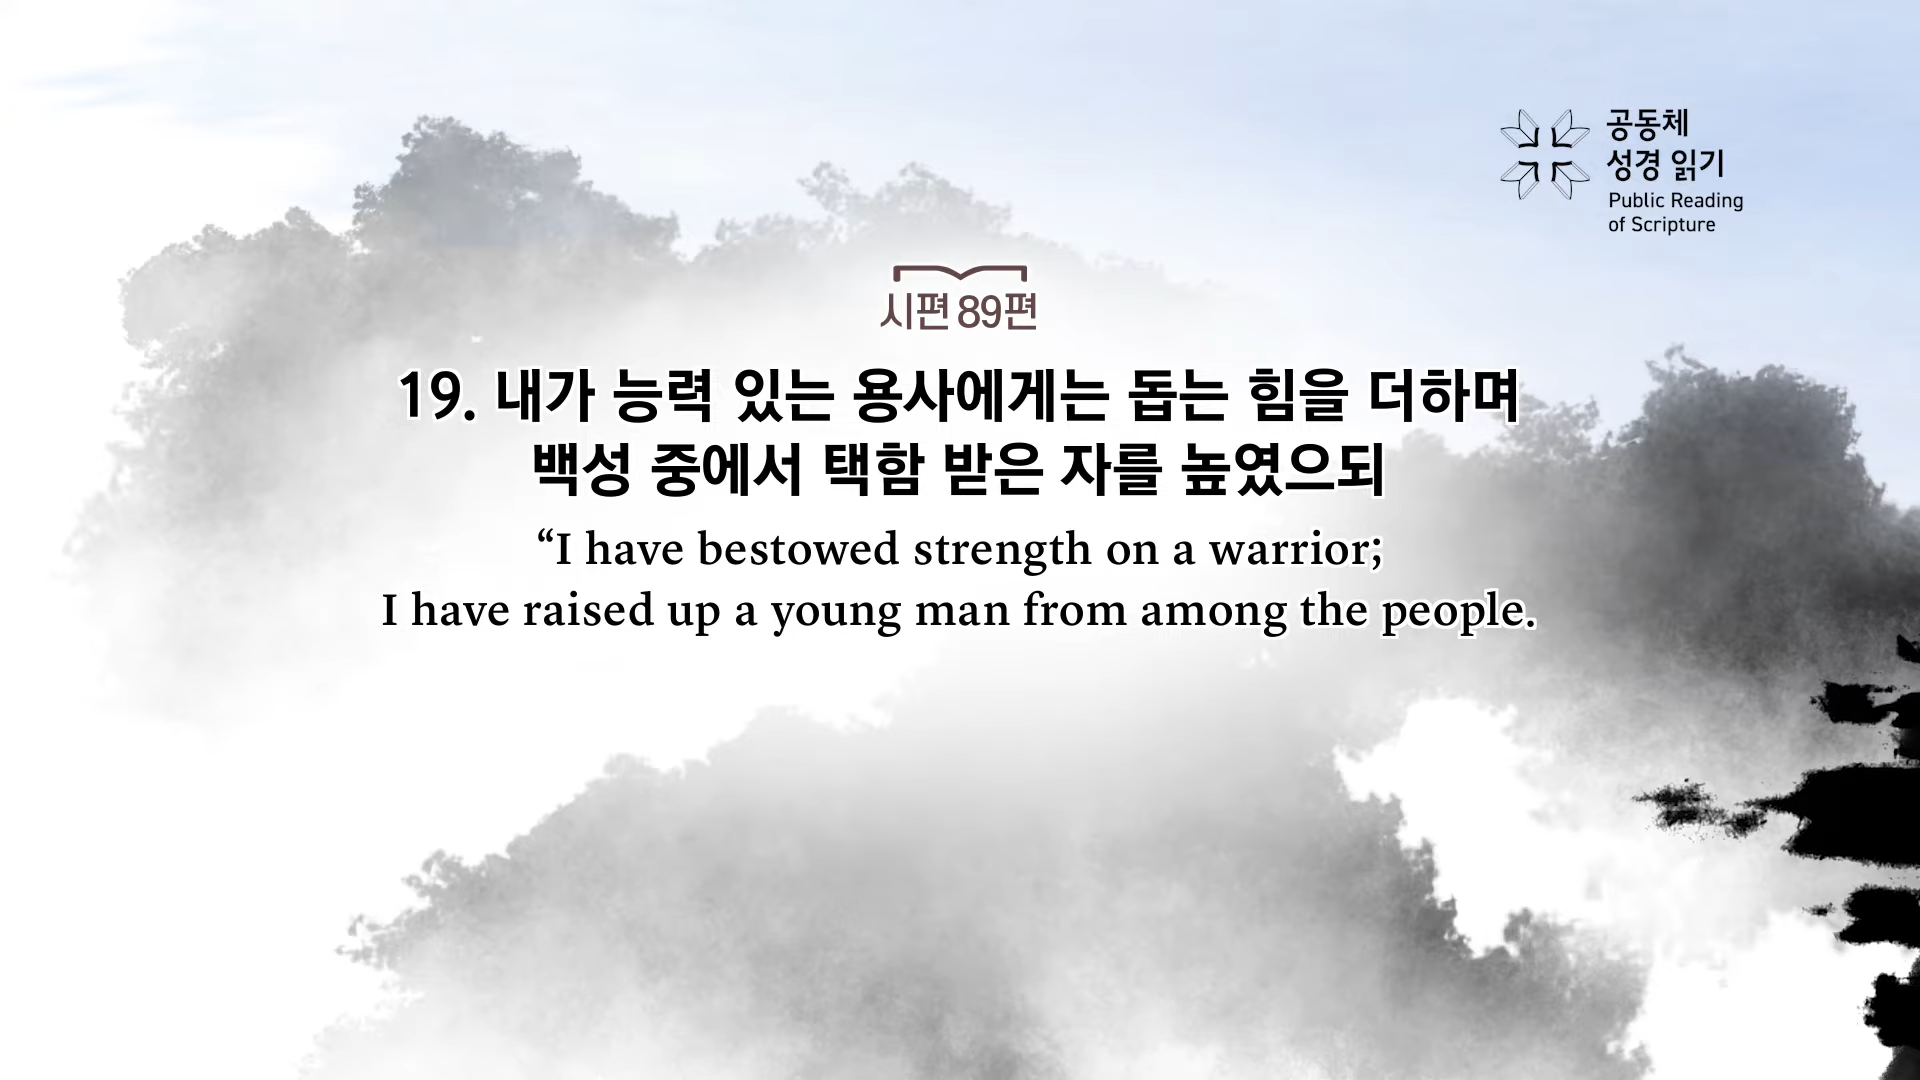 공동체
성경 읽기
Public Reading
of Scripture
시편 89편
19. 내가 능력 있는 용사에게는 돕는 힘을 더하며
백성 중에서 택함 받은 자를 높였으되
“I have bestowed strength on a warrior;
I have raised up a young man from among the people.